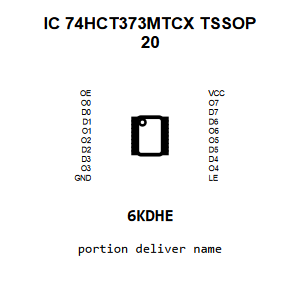 IC 74HCT373MTCX TSSOP
20
OE VCC
O0 O7
D0 D7
D1 D6
O1 O6
O2 O5
D2 D5
D3 D4
O3 O4
GND LE
6KDHE
portion deliver name